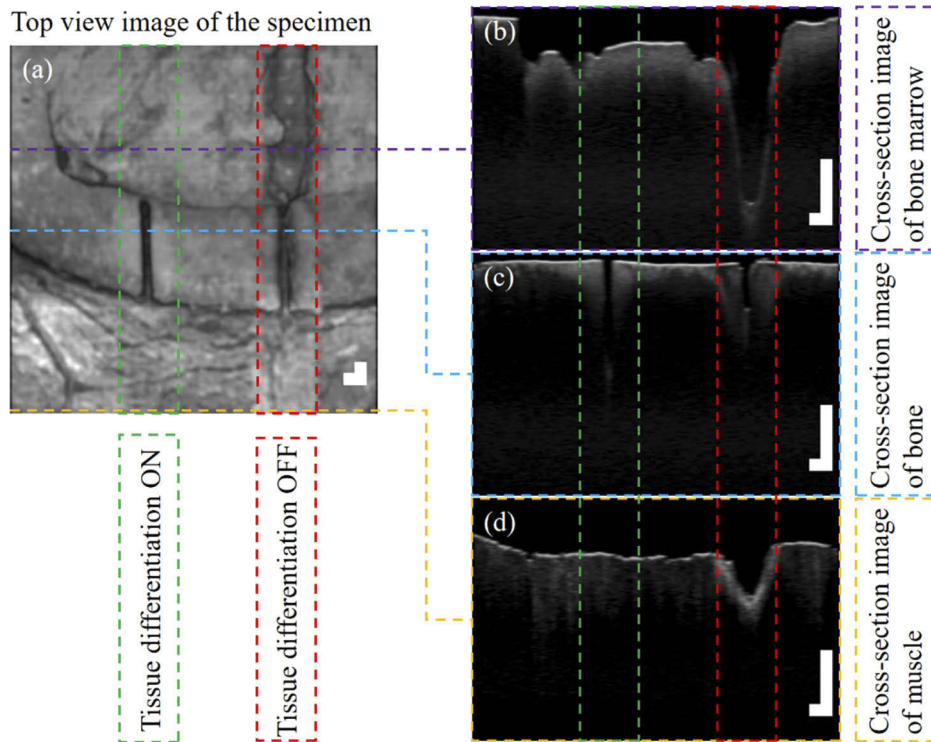 Top view image of the specimen
(a)
(b)
Cross-section image
of bone marrow
(c)
Cross-section image
of bone
(d)
Cross-section image
of muscle
Tissue differentiation ON
Tissue differentiation OFF